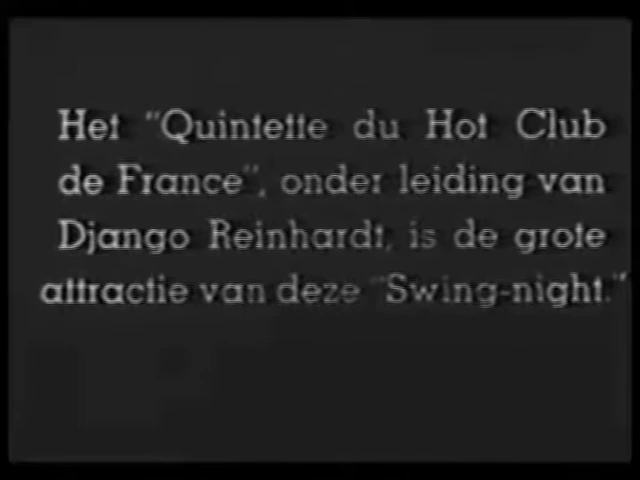 Het "Quintette du Hot Club
de France", onder leiding van
Django Reinhardt, is de grote
attractie van deze "Swing-night."